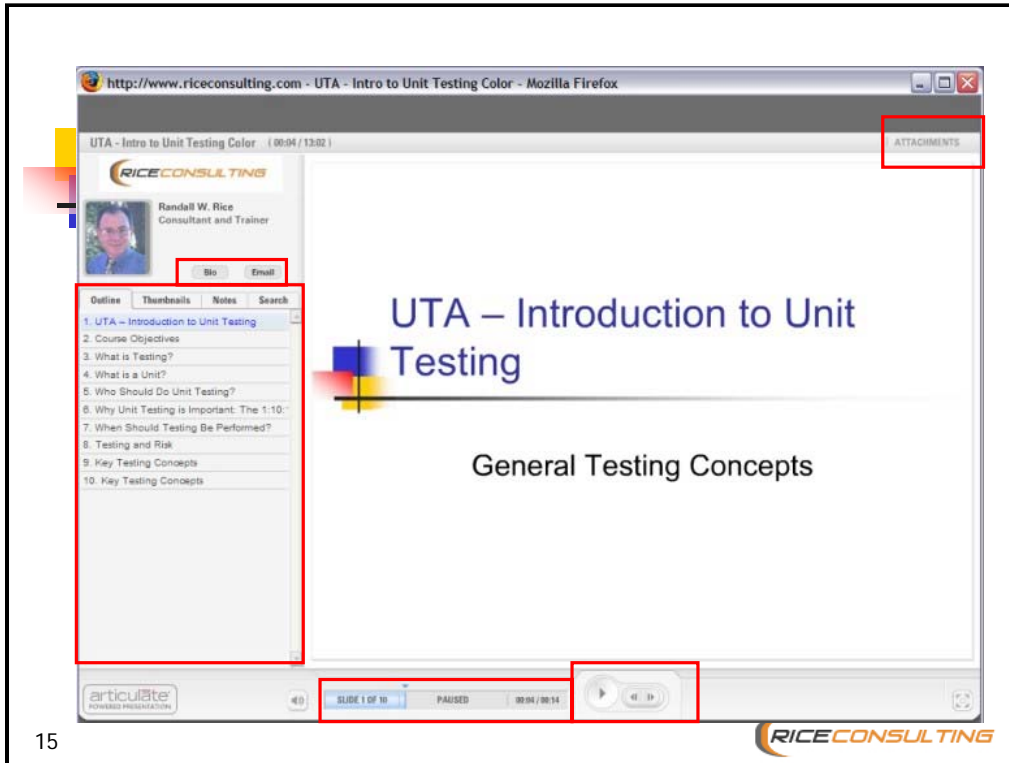 http://www.riceconsulting.com - UTA - Intro to Unit Testing Color - Mozilla Firefox
UTA - Intro to Unit Testing Color ( 00:04 / 13:02 )
ATTACHMENTS
RICECONSULTING
Randall W. Rice
Consultant and Trainer
Bio Email
Outline Thumbnails Notes Search
1. UTA – Introduction to Unit Testing
2. Course Objectives
3. What is Testing?
4. What is a Unit?
5. Who Should Do Unit Testing?
6. Why Unit Testing is Important: The 1:10:
7. When Should Testing Be Performed?
8. Testing and Risk
9. Key Testing Concepts
10. Key Testing Concepts
UTA – Introduction to Unit
Testing
General Testing Concepts
articulate
POWERED PRESENTATION
SLIDE 1 OF 10 PAUSED 00:04 / 00:14
15
RICECONSULTING